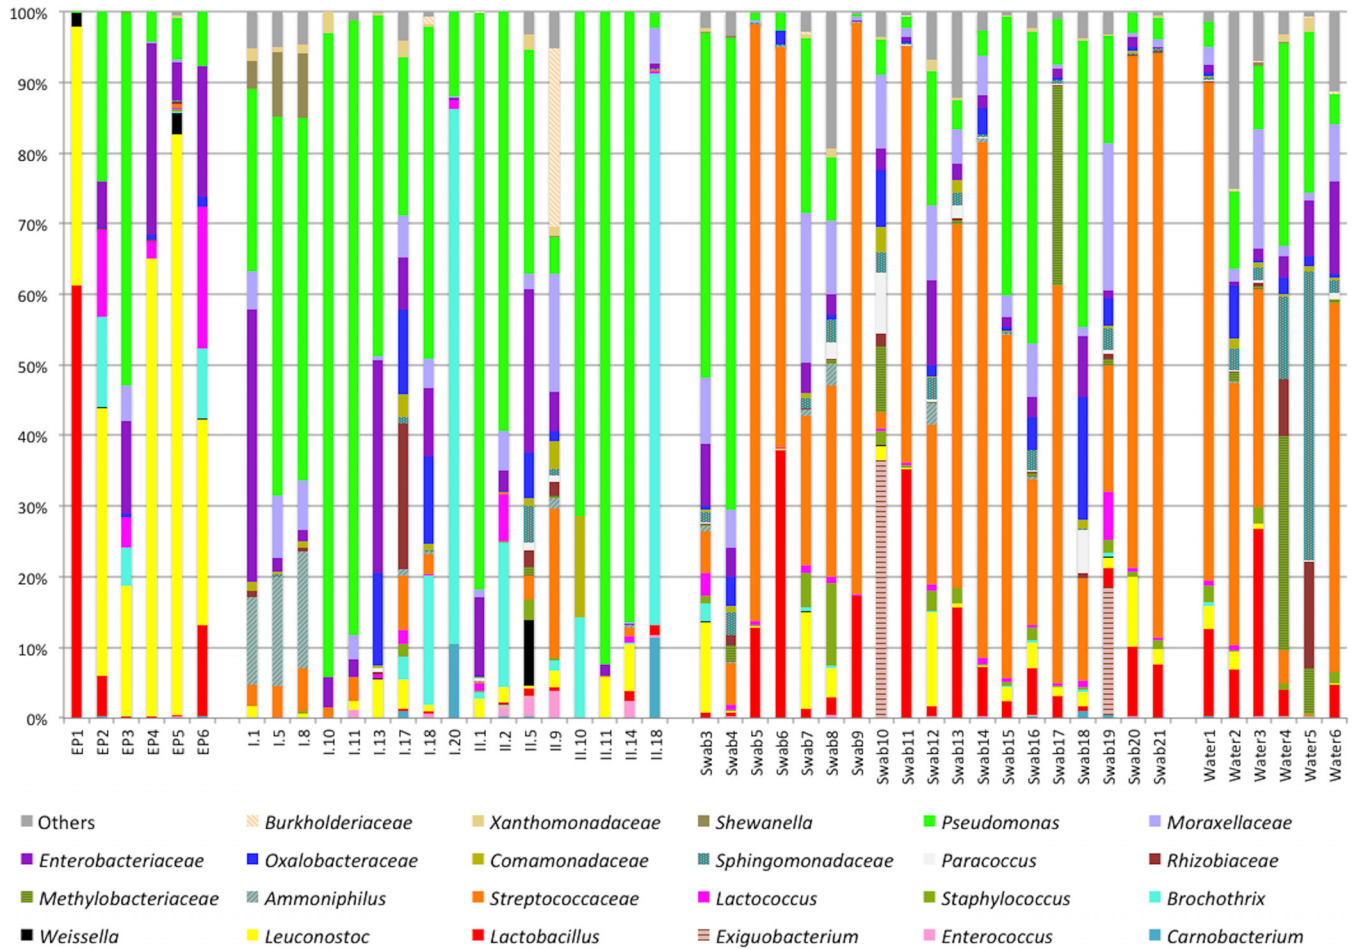 100%
90%
80%
70%
60%
50%
40%
30%
20%
10%
0%
EP1 EP2 EP3 EP4 EP5 EP6 I.1 I.5 I.8 I.10 I.11 I.13 I.17 I.18 I.20 II.1 II.2 II.5 II.9 II.10 II.11 II.14 II.18 Swab3 Swab4 Swab5 Swab6 Swab7 Swab8 Swab9 Swab10 Swab11 Swab12 Swab13 Swab14 Swab15 Swab16 Swab17 Swab18 Swab19 Swab20 Swab21 Water1 Water2 Water3 Water4 Water5 Water6
Others Burkholderiaceae Xanthomonadaceae Shewanella Pseudomonas Moraxellaceae
Enterobacteriaceae Oxalobacteraceae Comamonadaceae Sphingomonadaceae Paracoccus Rhizobiaceae
Methylobacteriaceae Ammoniphilus Streptococcaceae Lactococcus Staphylococcus Brochothrix
Weissella Leuconostoc Lactobacillus Exiguobacterium Enterococcus Carnobacterium